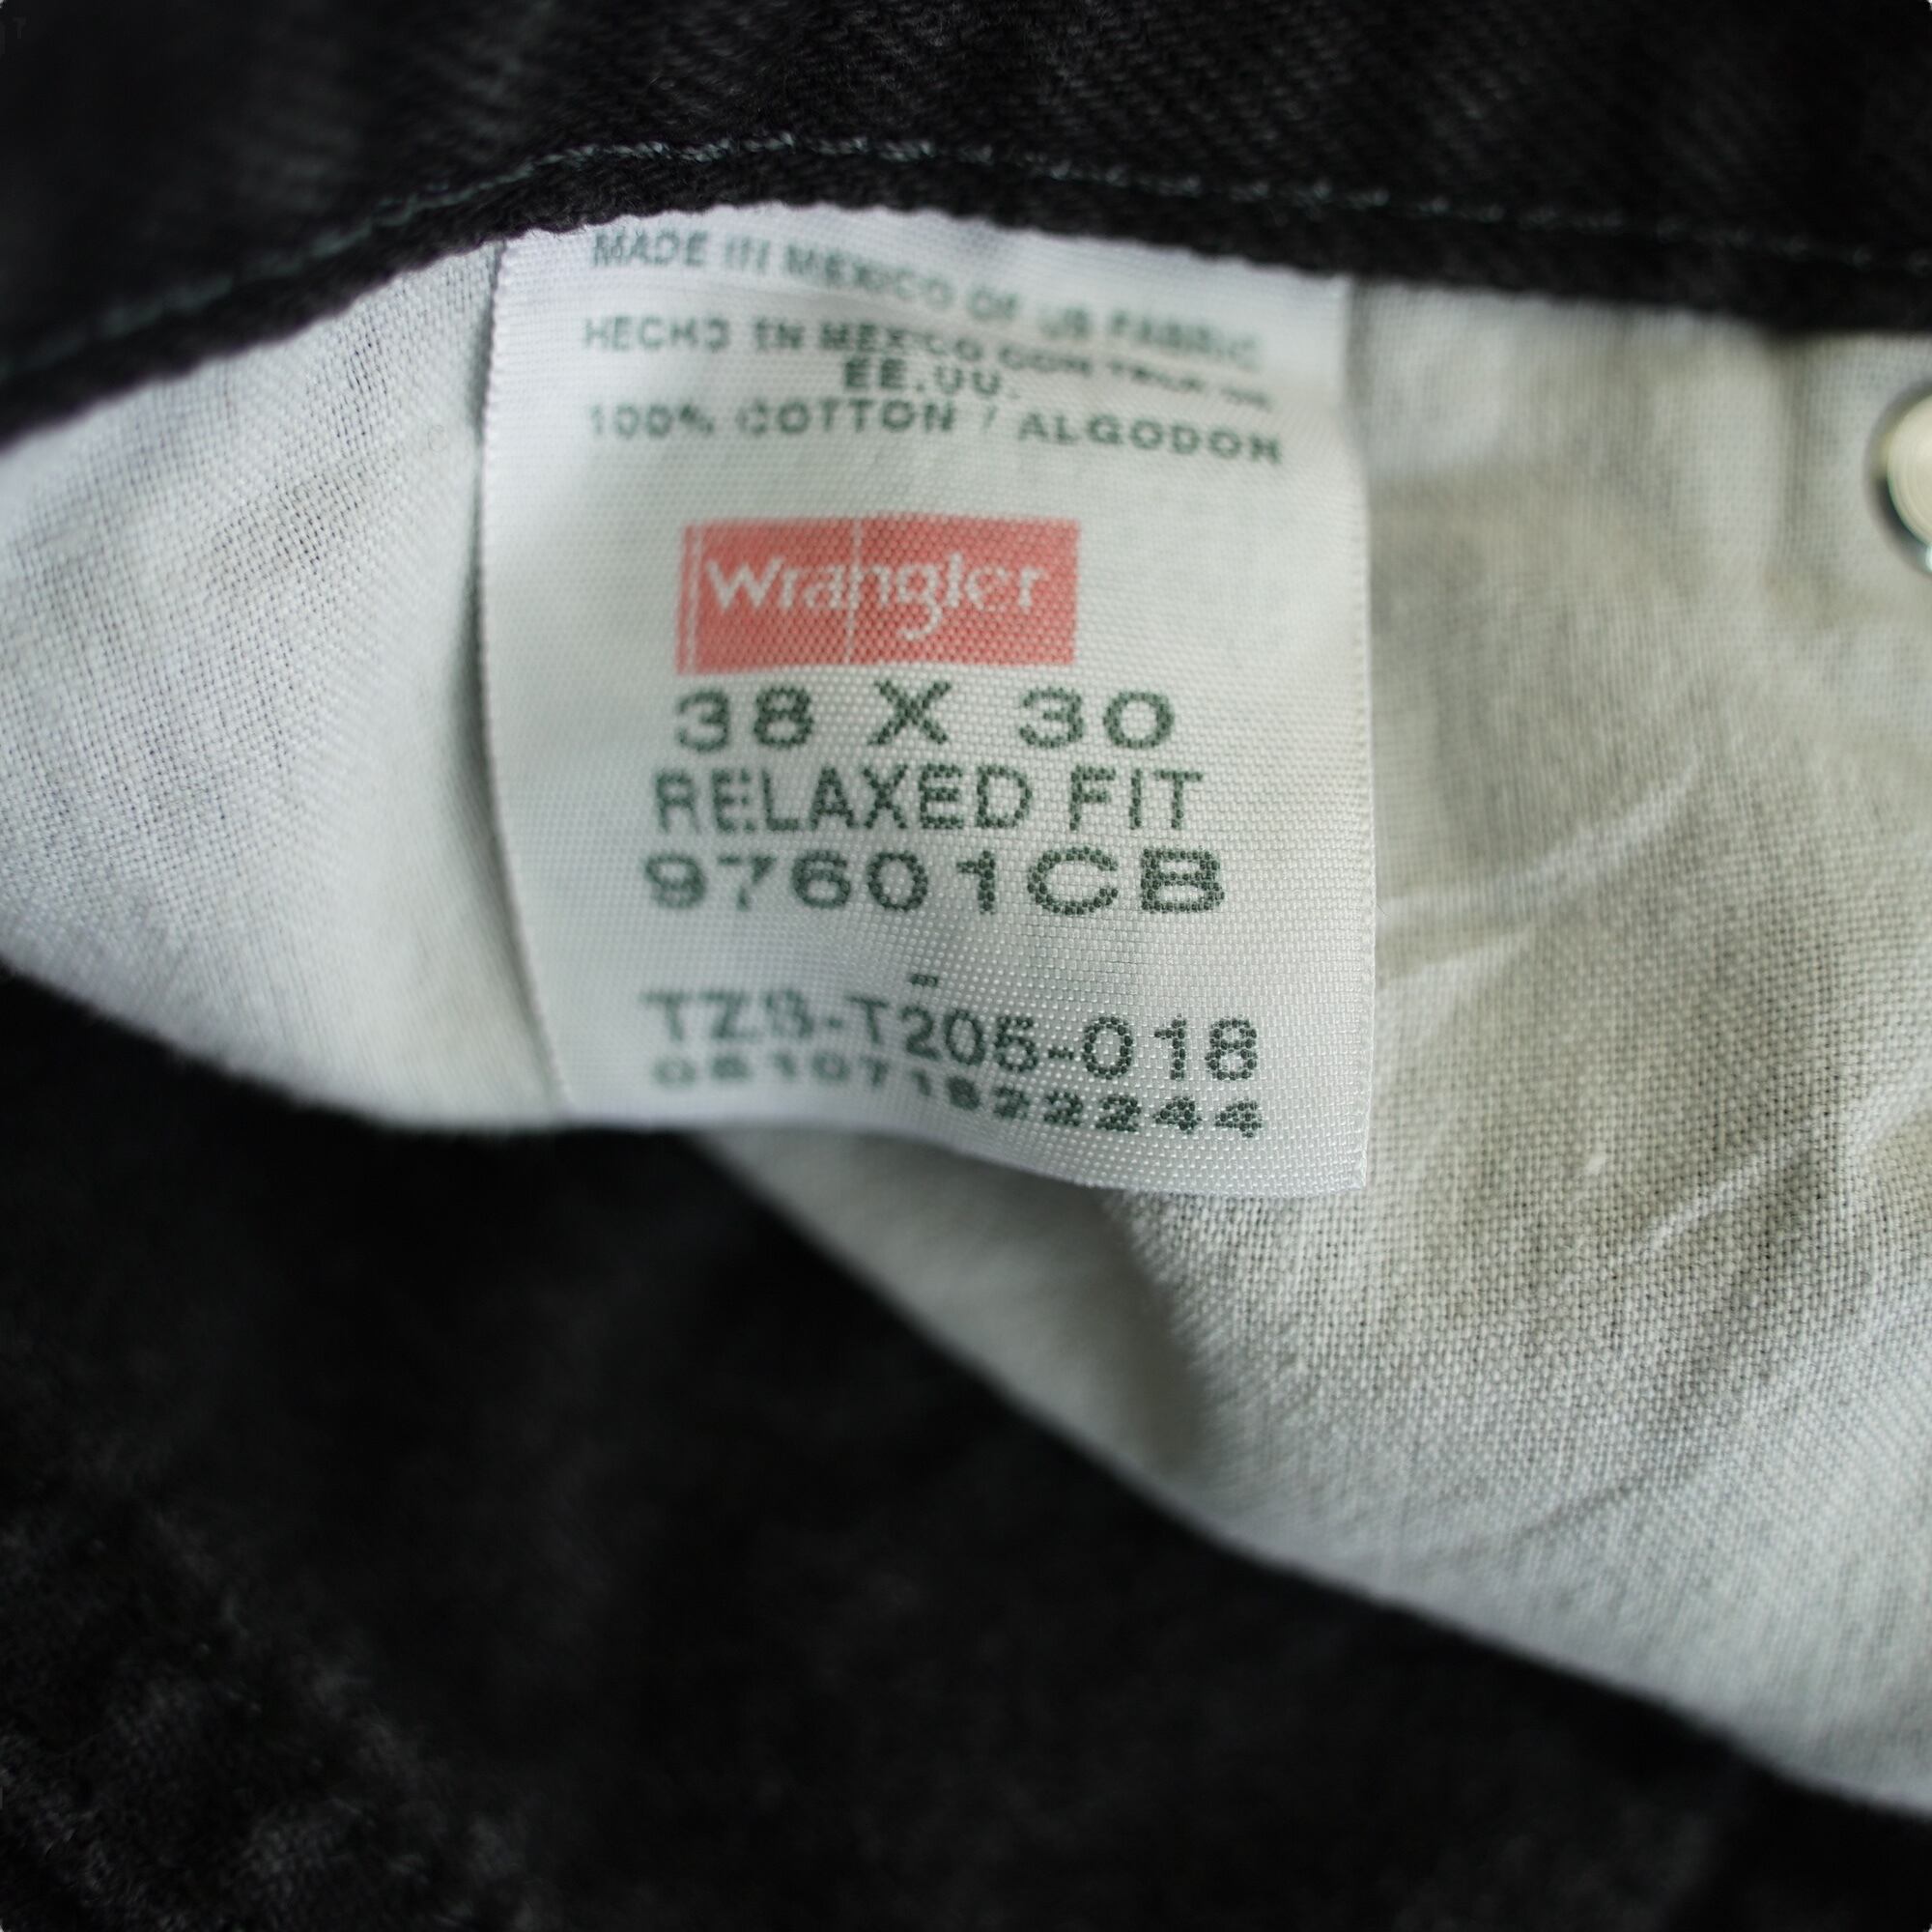 MADE IN MEXICO OF US FABRIC
HECHO EN MEXICO CON TELA DE
EE.UU.
100% COTTON / ALGODON
Wrangler
38 X 30
RELAXED FIT
97601CB
-
TZS-T205-018